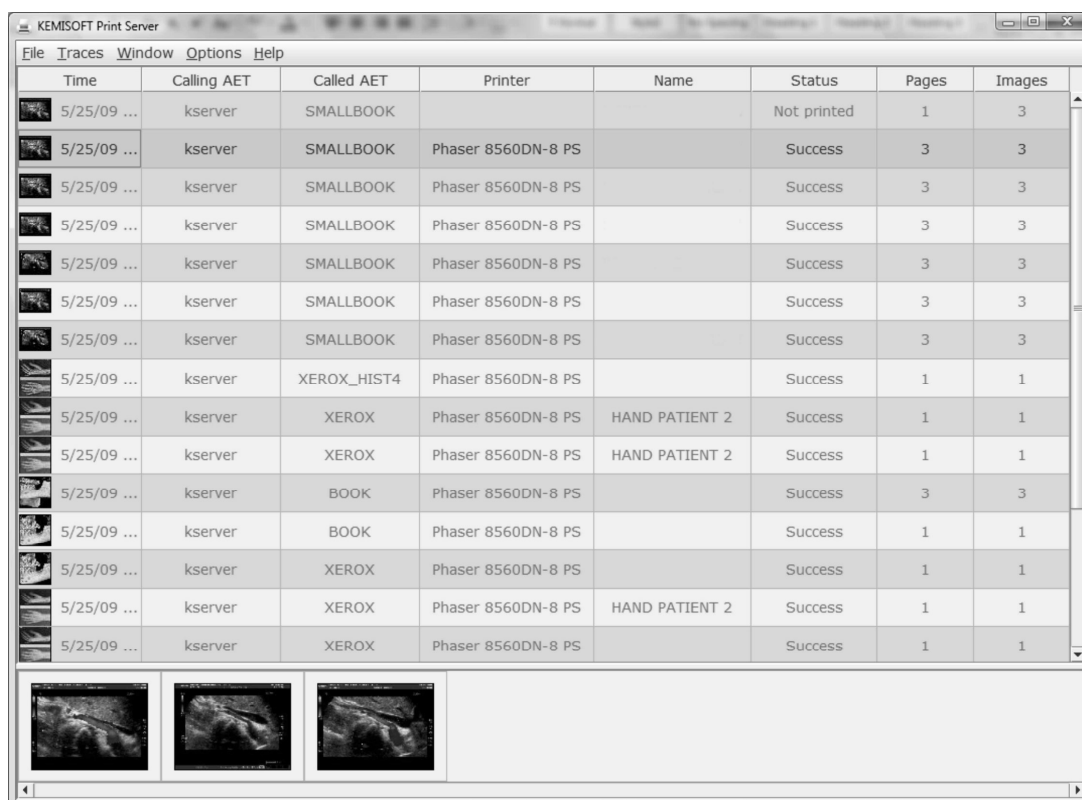 KEMISOFT Print Server
File Traces Window Options Help
Time Calling AET Called AET Printer Name Status Pages Images
5/25/09 ... kserver SMALLBOOK Not printed 1 3
5/25/09 ... kserver SMALLBOOK Phaser 8560DN-8 PS Success 3 3
5/25/09 ... kserver SMALLBOOK Phaser 8560DN-8 PS Success 3 3
5/25/09 ... kserver SMALLBOOK Phaser 8560DN-8 PS Success 3 3
5/25/09 ... kserver SMALLBOOK Phaser 8560DN-8 PS Success 3 3
5/25/09 ... kserver SMALLBOOK Phaser 8560DN-8 PS Success 3 3
5/25/09 ... kserver SMALLBOOK Phaser 8560DN-8 PS Success 3 3
5/25/09 ... kserver XEROX_HIST4 Phaser 8560DN-8 PS Success 1 1
5/25/09 ... kserver XEROX Phaser 8560DN-8 PS HAND PATIENT 2 Success 1 1
5/25/09 ... kserver XEROX Phaser 8560DN-8 PS HAND PATIENT 2 Success 1 1
5/25/09 ... kserver BOOK Phaser 8560DN-8 PS Success 3 3
5/25/09 ... kserver BOOK Phaser 8560DN-8 PS Success 1 1
5/25/09 ... kserver XEROX Phaser 8560DN-8 PS Success 1 1
5/25/09 ... kserver XEROX Phaser 8560DN-8 PS HAND PATIENT 2 Success 1 1
5/25/09 ... kserver XEROX Phaser 8560DN-8 PS Success 1 1